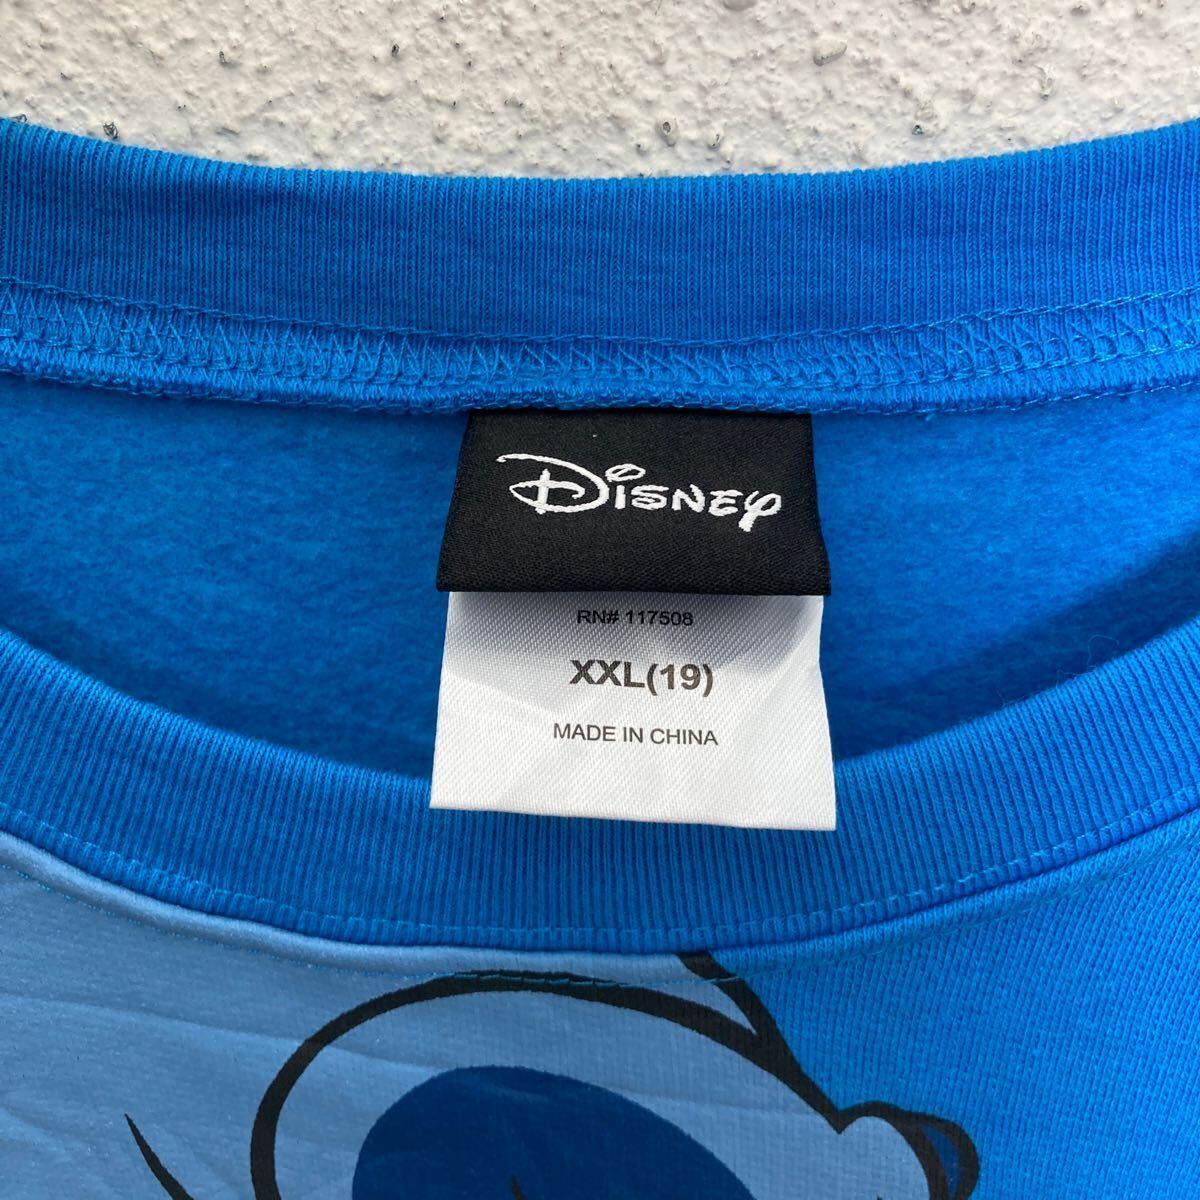 Disney
RN# 117508
XXL(19)
MADE IN CHINA